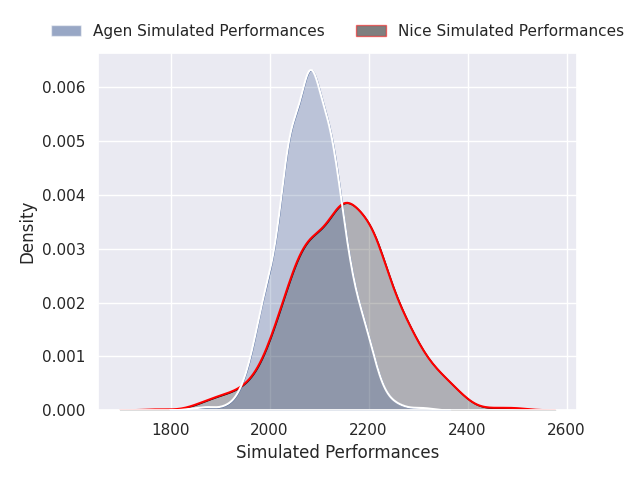 Agen Simulated Performances Nice Simulated Performances
0.006
0.005
0.004
0.003
0.002
0.001
0.000
Density
1800 2000 2200 2400 2600
Simulated Performances